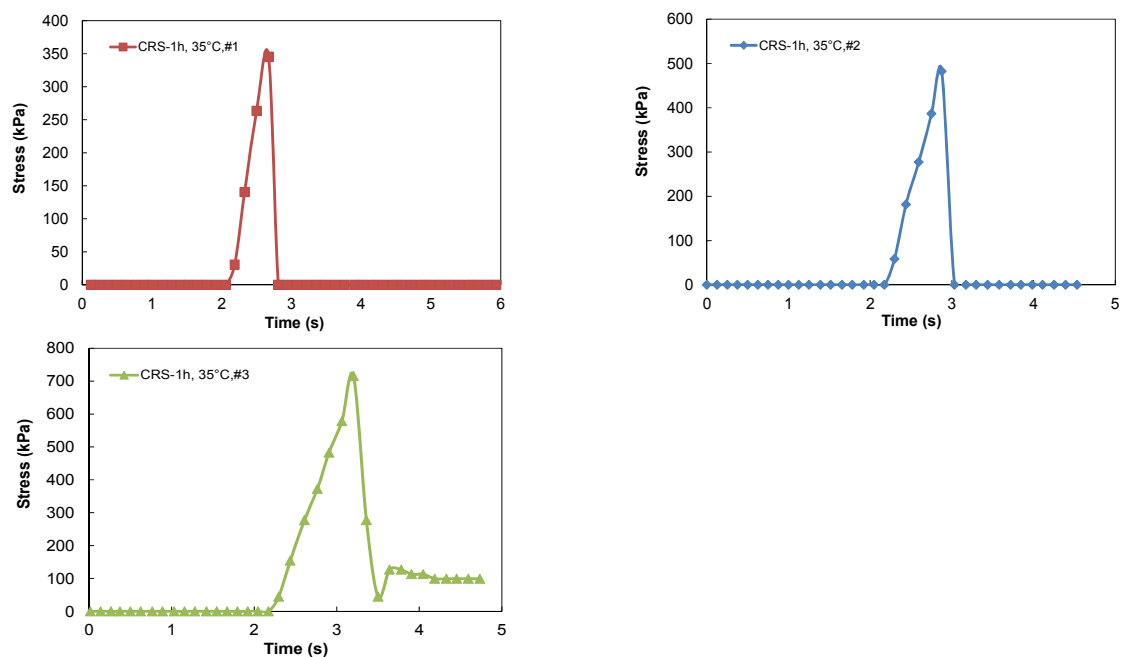 400
350
300
250
200
150
100
50
0
Stress (kPa)
CRS-1h, 35°C,#1
0 1 2 3 4 5 6
Time (s)
600
500
400
300
200
100
0
Stress (kPa)
CRS-1h, 35°C,#2
0 1 2 3 4 5
Time (s)
800
700
600
500
400
300
200
100
0
Stress (kPa)
CRS-1h, 35°C,#3
0 1 2 3 4 5
Time (s)